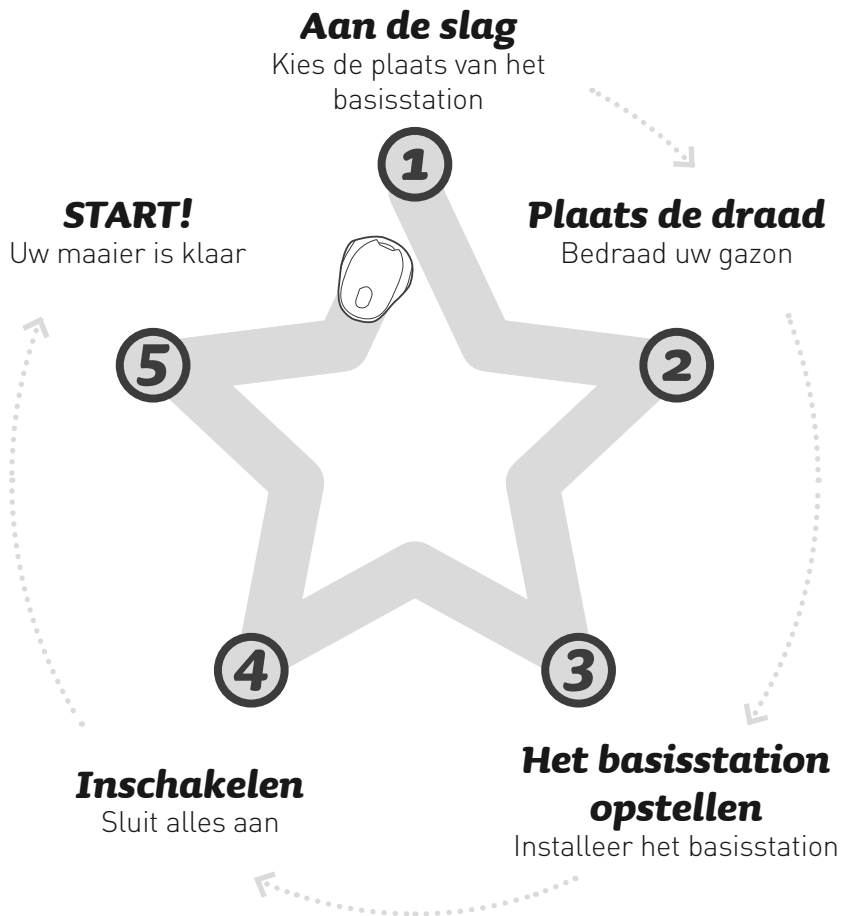 Aan de slag
Kies de plaats van het
basisstation
1
Plaats de draad
Bedraad uw gazon
2
3
Het basisstation
opstellen
Installeer het basisstation
4
Inschakelen
Sluit alles aan
START!
Uw maaier is klaar
5